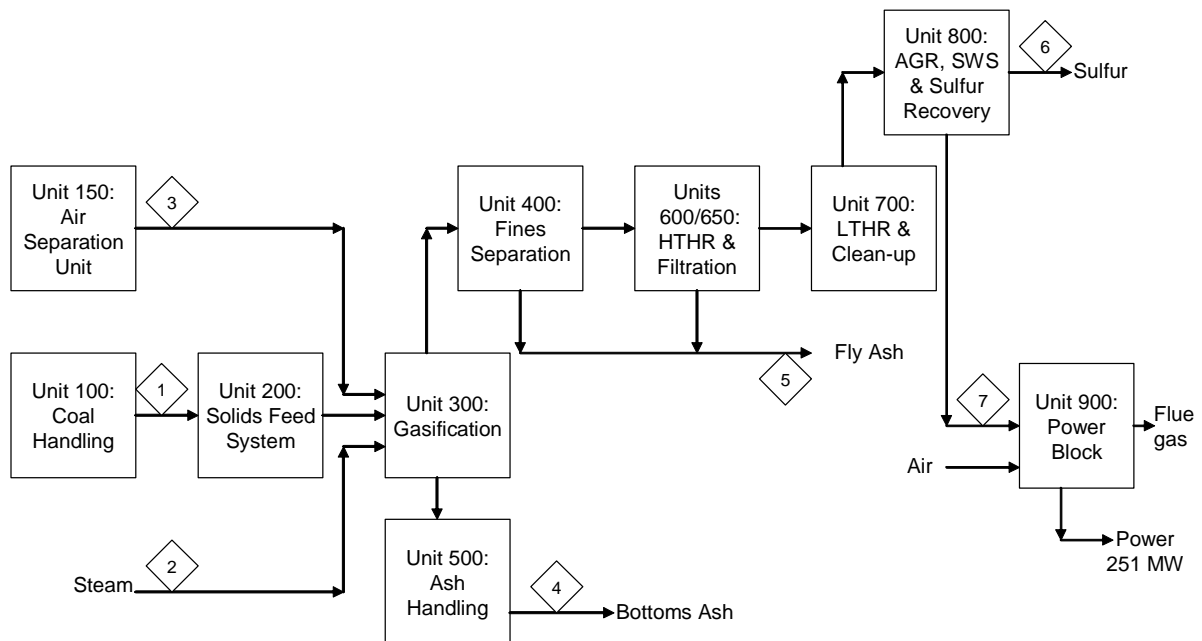 Unit 800:
AGR, SWS
& Sulfur
Recovery
6
Sulfur
Unit 150:
Air
Separation
Unit
3
Unit 400:
Fines
Separation
Units
600/650:
HTHR &
Filtration
Unit 700:
LTHR &
Clean-up
Fly Ash
5
Unit 100:
Coal
Handling
1
Unit 200:
Solids Feed
System
Unit 300:
Gasification
7
Unit 900:
Power
Block
Flue
gas
Air
Steam
2
Unit 500:
Ash
Handling
4
Bottoms Ash
Power
251 MW